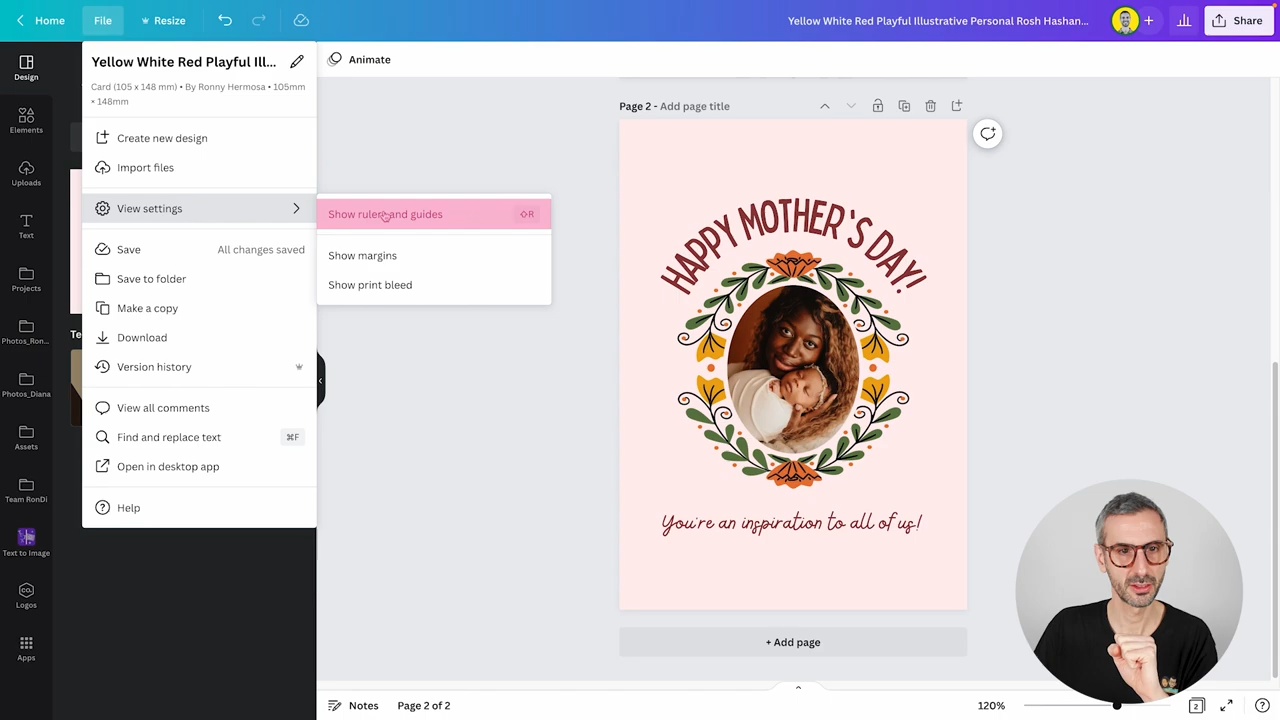 Home
File
Resize
Yellow White Red Playful Illustrative Personal Rosh Hashan...
Share
Design
Elements
Uploads
Text
Projects
Photos_Ron...
Photos_Diana
Assets
Team RonDi
Text to Image
Logos
Apps
Yellow White Red Playful Ill...
Card (105 x 148 mm) • By Ronny Hermosa • 105mm
× 148mm
Create new design
Import files
View settings
Save All changes saved
Save to folder
Make a copy
Download
Version history
View all comments
Find and replace text ⌘F
Open in desktop app
Help
Show rulers and guides ⇧R
Show margins
Show print bleed
Animate
Page 2 - Add page title
HAPPY MOTHER'S DAY!
You're an inspiration to all of us!
+ Add page
Notes
Page 2 of 2
120%
2